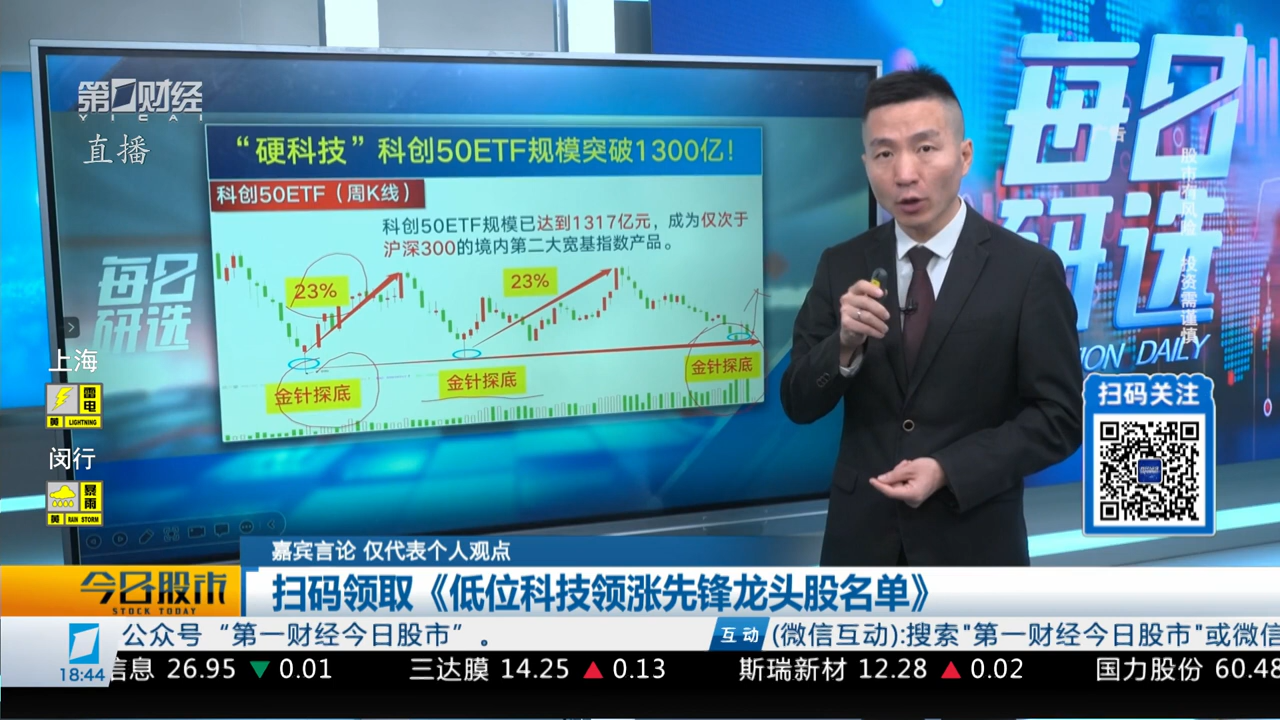 第一财经
YICAI
直播
“硬科技”科创50ETF规模突破1300亿！
科创50ETF（周K线）
科创50ETF规模已达到1317亿元，成为仅次于
沪深300的境内第二大宽基指数产品。
23%
23%
金针探底
金针探底
金针探底
每日
研选
每日
研选
ION DAILY
广告
股市有风险 投资需谨慎
上海
雷电
黄 LIGHTNING
闵行
暴雨
黄 RAIN STORM
扫码关注
嘉宾言论 仅代表个人观点
今日股市
STOCK TODAY
扫码领取《低位科技领涨先锋龙头股名单》
公众号“第一财经今日股市”。
互动
(微信互动):搜索"第一财经今日股市"或微信
18:44
信息 26.95 ▼ 0.01 三达膜 14.25 ▲ 0.13 斯瑞新材 12.28 ▲ 0.02 国力股份 60.48